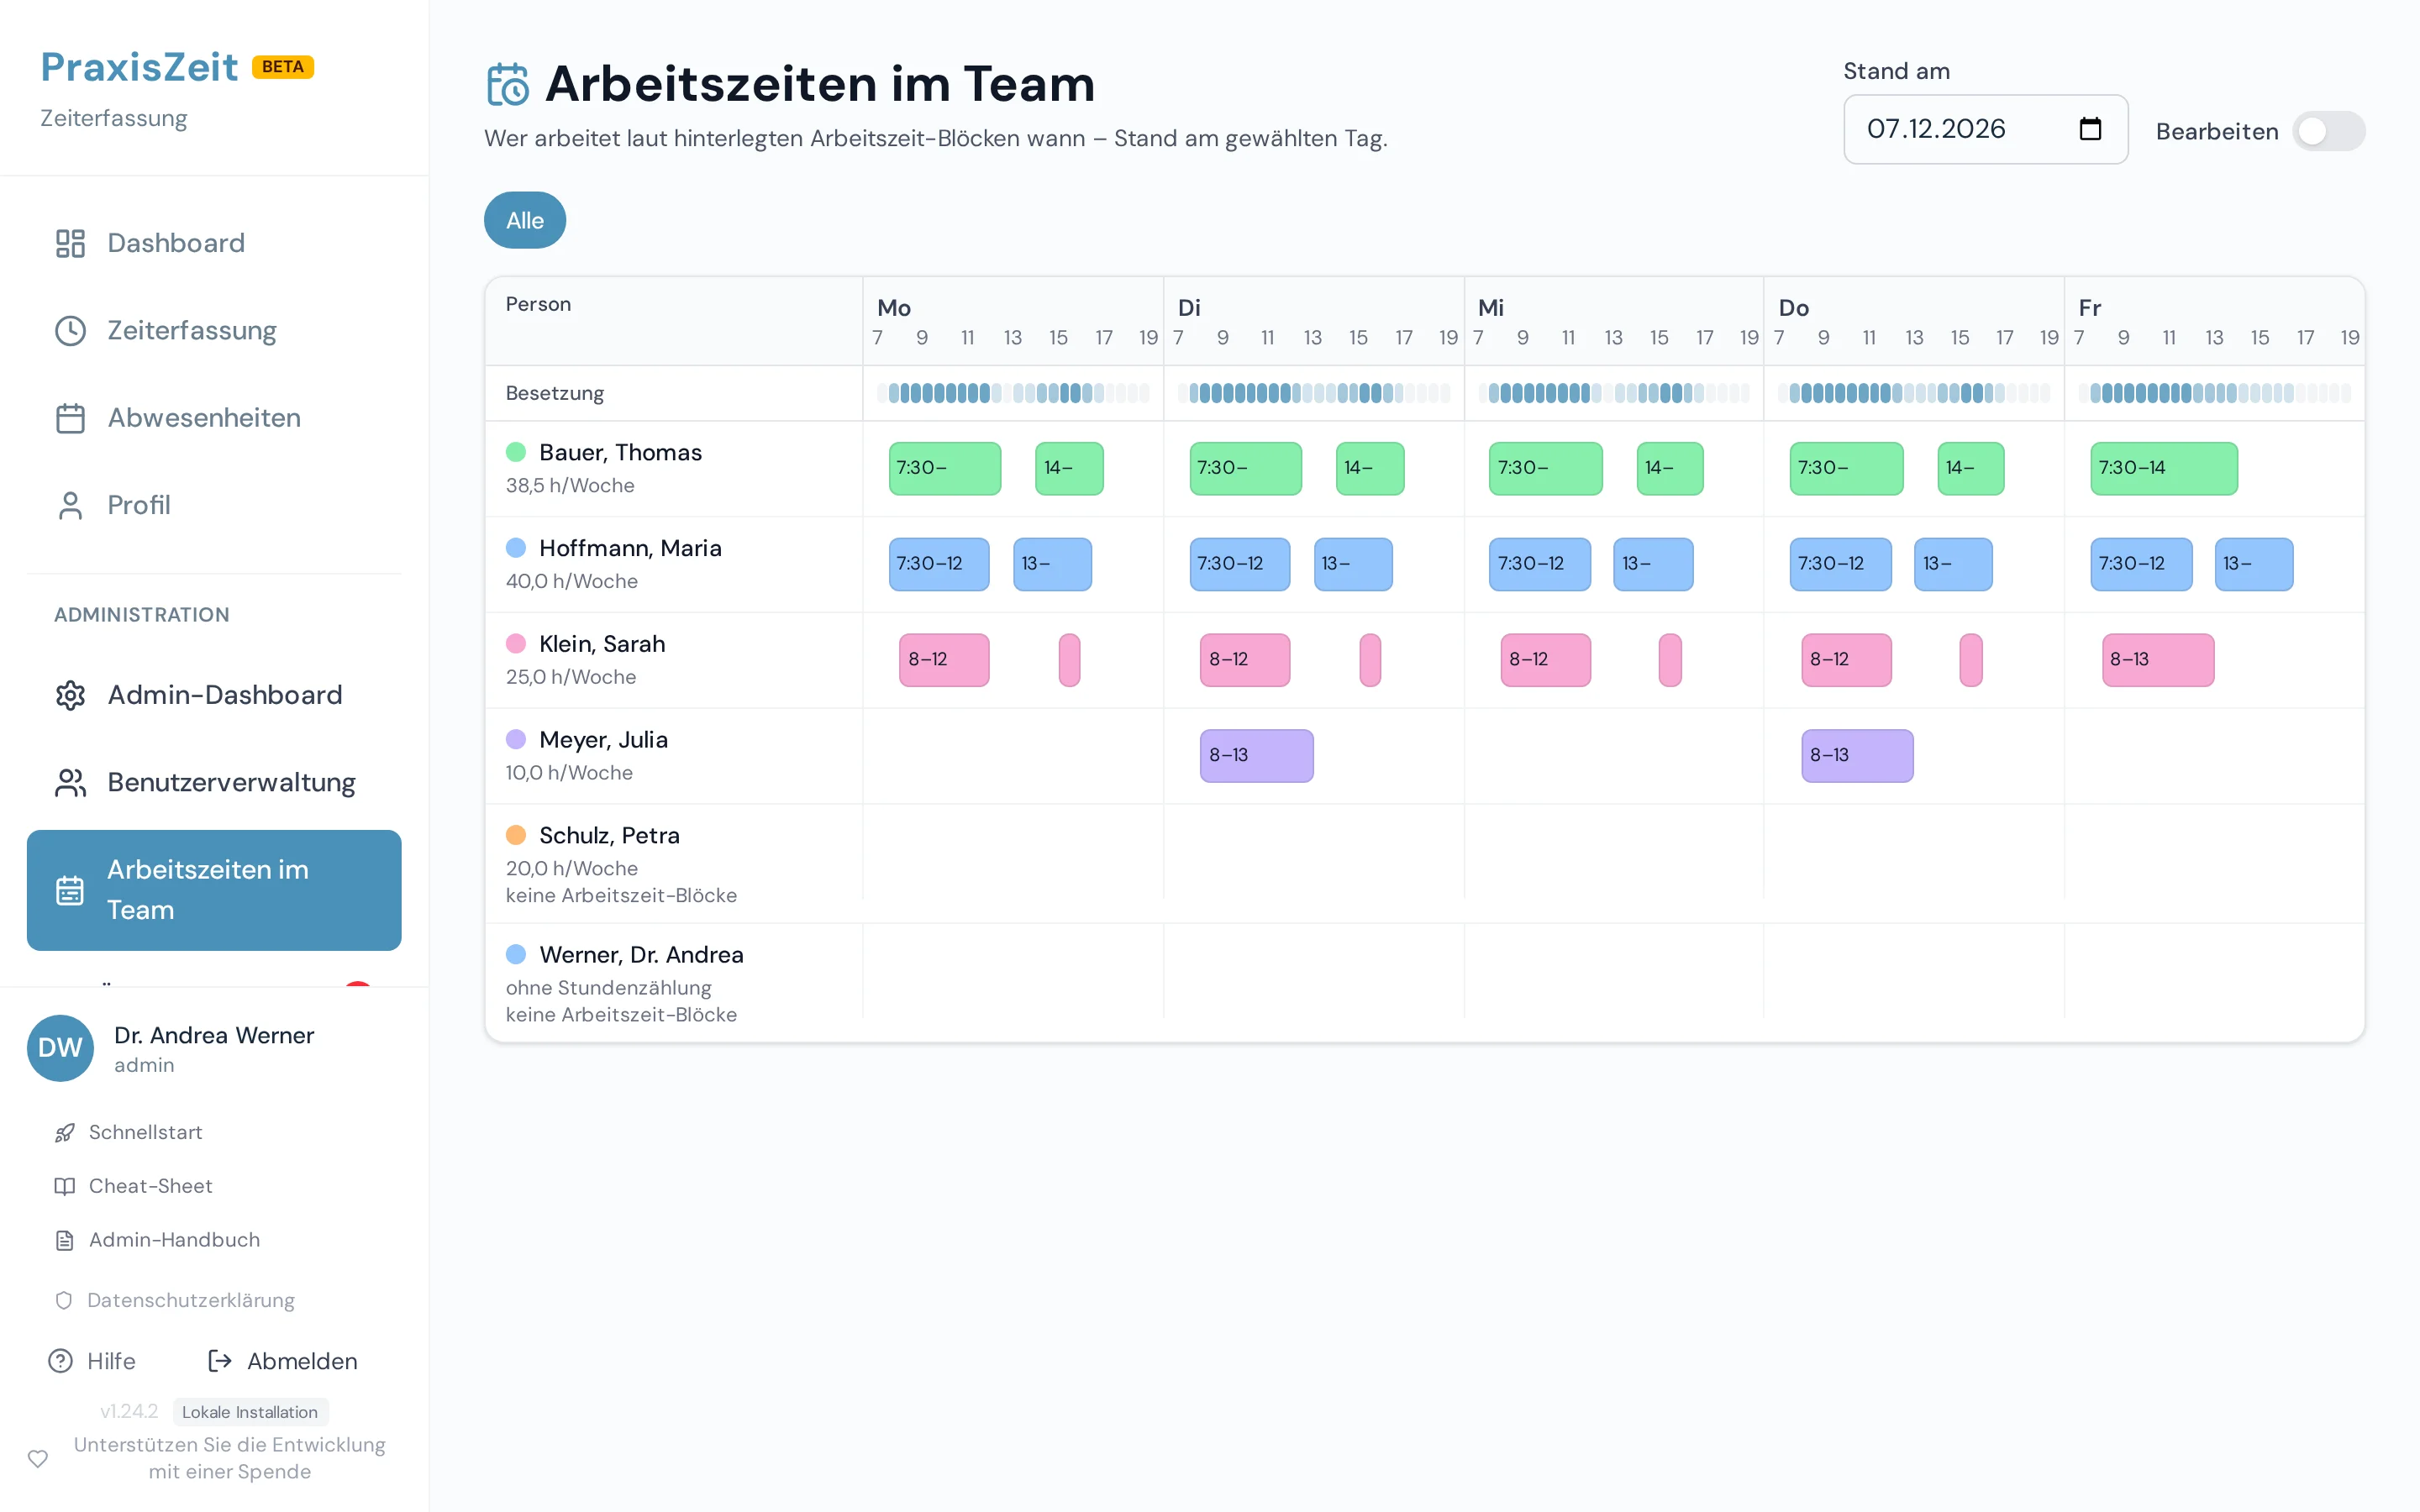 PraxisZeit BETA
Zeiterfassung
Dashboard
Zeiterfassung
Abwesenheiten
Profil
ADMINISTRATION
Admin-Dashboard
Benutzerverwaltung
Arbeitszeiten im
Team
DW
Dr. Andrea Werner
admin
Schnellstart
Cheat-Sheet
Admin-Handbuch
Datenschutzerklärung
Hilfe Abmelden
v1.24.2 Lokale Installation
Unterstützen Sie die Entwicklung
mit einer Spende
Arbeitszeiten im Team
Wer arbeitet laut hinterlegten Arbeitszeit-Blöcken wann – Stand am gewählten Tag.
Stand am
07.12.2026
Bearbeiten
Alle
Person Mo Di Mi Do Fr
7 9 11 13 15 17 19 7 9 11 13 15 17 19 7 9 11 13 15 17 19 7 9 11 13 15 17 19 7 9 11 13 15 17 19
Besetzung
Bauer, Thomas
38,5 h/Woche
7:30– 14– 7:30– 14– 7:30– 14– 7:30– 14– 7:30–14
Hoffmann, Maria
40,0 h/Woche
7:30–12 13– 7:30–12 13– 7:30–12 13– 7:30–12 13– 7:30–12 13–
Klein, Sarah
25,0 h/Woche
8–12 8–12 8–12 8–12 8–13
Meyer, Julia
10,0 h/Woche
8–13 8–13
Schulz, Petra
20,0 h/Woche
keine Arbeitszeit-Blöcke
Werner, Dr. Andrea
ohne Stundenzählung
keine Arbeitszeit-Blöcke